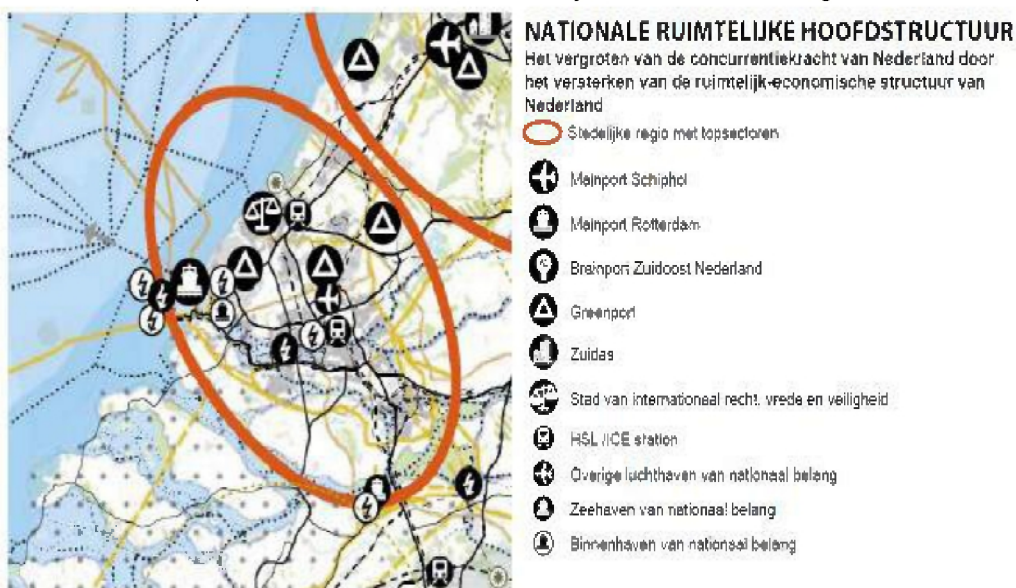 NATIONALE RUIMTELIJKE HOOFDSTRUCTUUR
Het vergroten van de concurrentiekracht van Nederland door
het versterken van de ruimtelijk-economische structuur van
Nederland
Stedelijke regio met topsectoren
Mainport Schiphol
Mainport Rotterdam
Brainport Zuidoost Nederland
Greenport
Zuidas
Stad van internationaal recht, vrede en veiligheid
HSL /ICE station
Overige luchthaven van nationaal belang
Zeehaven van nationaal belang
Binnenhaven van nationaal belang